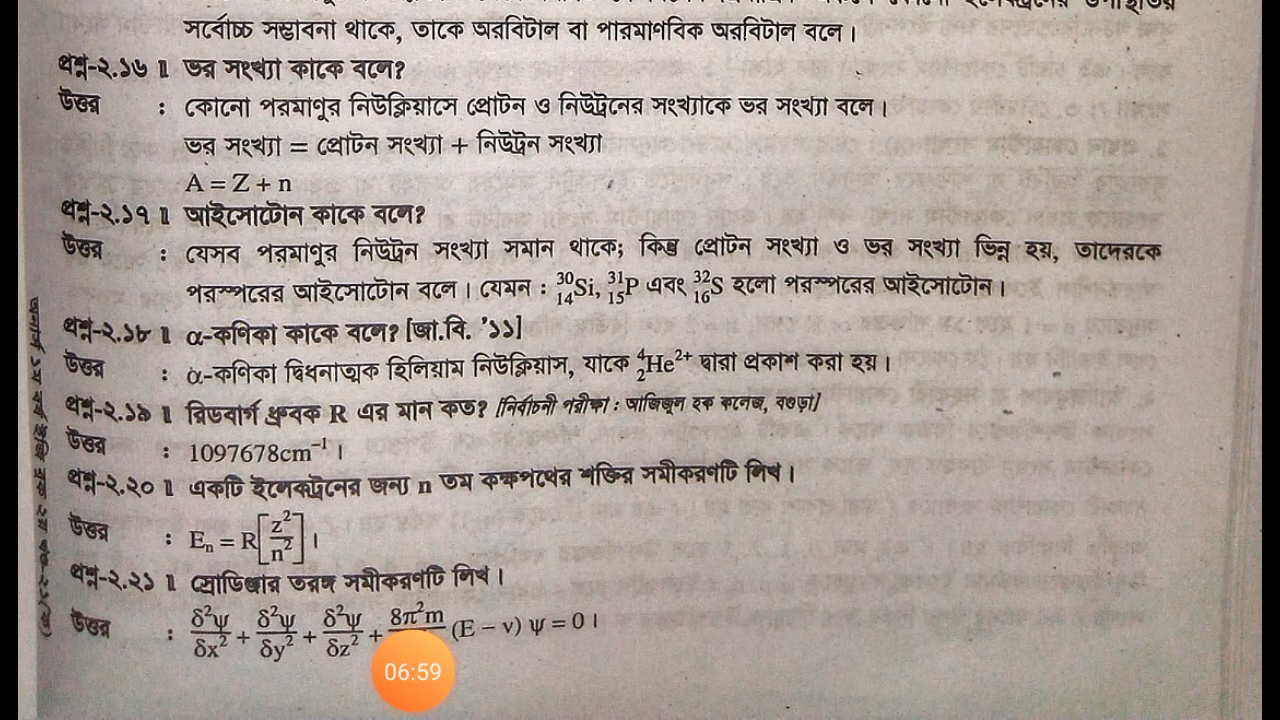 সর্বোচ্চ সম্ভাবনা থাকে, তাকে অরবিটাল বা পারমাণবিক অরবিটাল বলে।
প্রশ্ন-২.১৬ ॥ ভর সংখ্যা কাকে বলে?
উত্তর : কোনো পরমাণুর নিউক্লিয়াসে প্রোটন ও নিউট্রনের সংখ্যাকে ভর সংখ্যা বলে।
ভর সংখ্যা = প্রোটন সংখ্যা + নিউট্রন সংখ্যা
A = Z + n
প্রশ্ন-২.১৭ ॥ আইসোটোন কাকে বলে?
উত্তর : যেসব পরমাণুর নিউট্রন সংখ্যা সমান থাকে; কিন্তু প্রোটন সংখ্যা ও ভর সংখ্যা ভিন্ন হয়, তাদেরকে
পরস্পরের আইসোটোন বলে। যেমন : ³⁰₁₄Si, ³¹₁₅P এবং ³²₁₆S হলো পরস্পরের আইসোটোন।
প্রশ্ন-২.১৮ ॥ α-কণিকা কাকে বলে? [জা.বি. '১১]
উত্তর : α-কণিকা দ্বিধনাত্মক হিলিয়াম নিউক্লিয়াস, যাকে ⁴₂He²⁺ দ্বারা প্রকাশ করা হয়।
প্রশ্ন-২.১৯ ॥ রিডবার্গ ধ্রুবক R এর মান কত? [নির্বাচনী পরীক্ষা : আজিজুল হক কলেজ, বগুড়া]
উত্তর : 1097678cm⁻¹।
প্রশ্ন-২.২০ ॥ একটি ইলেকট্রনের জন্য n তম কক্ষপথের শক্তির সমীকরণটি লিখ।
উত্তর : Eₙ = R[z²/n²]।
প্রশ্ন-২.২১ ॥ স্রোডিঞ্জার তরঙ্গ সমীকরণটি লিখ।
উত্তর : δ²ψ/δx² + δ²ψ/δy² + δ²ψ/δz² + 8π²m (E – v) ψ = 0।
06:59